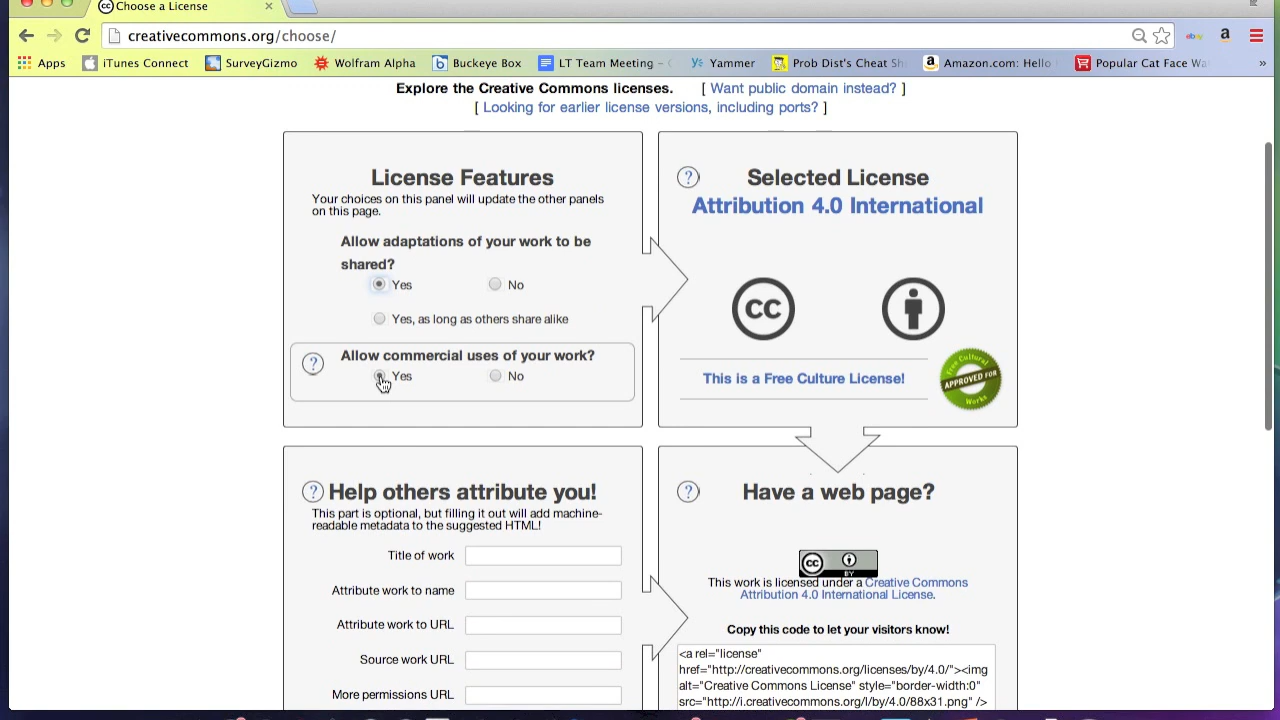 Choose a License
creativecommons.org/choose/
ebay
a
Apps
iTunes Connect
SurveyGizmo
Wolfram Alpha
Buckeye Box
LT Team Meeting –
Yammer
Prob Dist's Cheat Sh
Amazon.com: Hello
Popular Cat Face Wa
»
Explore the Creative Commons licenses. [ Want public domain instead? ]
[ Looking for earlier license versions, including ports? ]
License Features
Your choices on this panel will update the other panels
on this page.
Allow adaptations of your work to be
shared?
Yes
No
Yes, as long as others share alike
? Allow commercial uses of your work?
Yes
No
? Selected License
Attribution 4.0 International
CC
This is a Free Culture License!
Free Cultural
APPROVED FOR
Works
? Help others attribute you!
This part is optional, but filling it out will add machine-
readable metadata to the suggested HTML!
Title of work
Attribute work to name
Attribute work to URL
Source work URL
More permissions URL
? Have a web page?
CC
BY
This work is licensed under a Creative Commons
Attribution 4.0 International License.
Copy this code to let your visitors know!
<a rel="license"
href="http://creativecommons.org/licenses/by/4.0/"><img
alt="Creative Commons License" style="border-width:0"
src="http://i.creativecommons.org/l/by/4.0/88x31.png" />